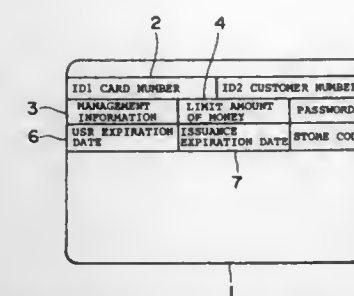 2
4
ID1 CARD NUMBER
ID2 CUSTOMER NUMBER
3
MANAGEMENT INFORMATION
LIMIT AMOUNT OF MONEY
PASSWORD
6
USR EXPIRATION DATE
ISSUANCE EXPIRATION DATE
STORE COD
7
1